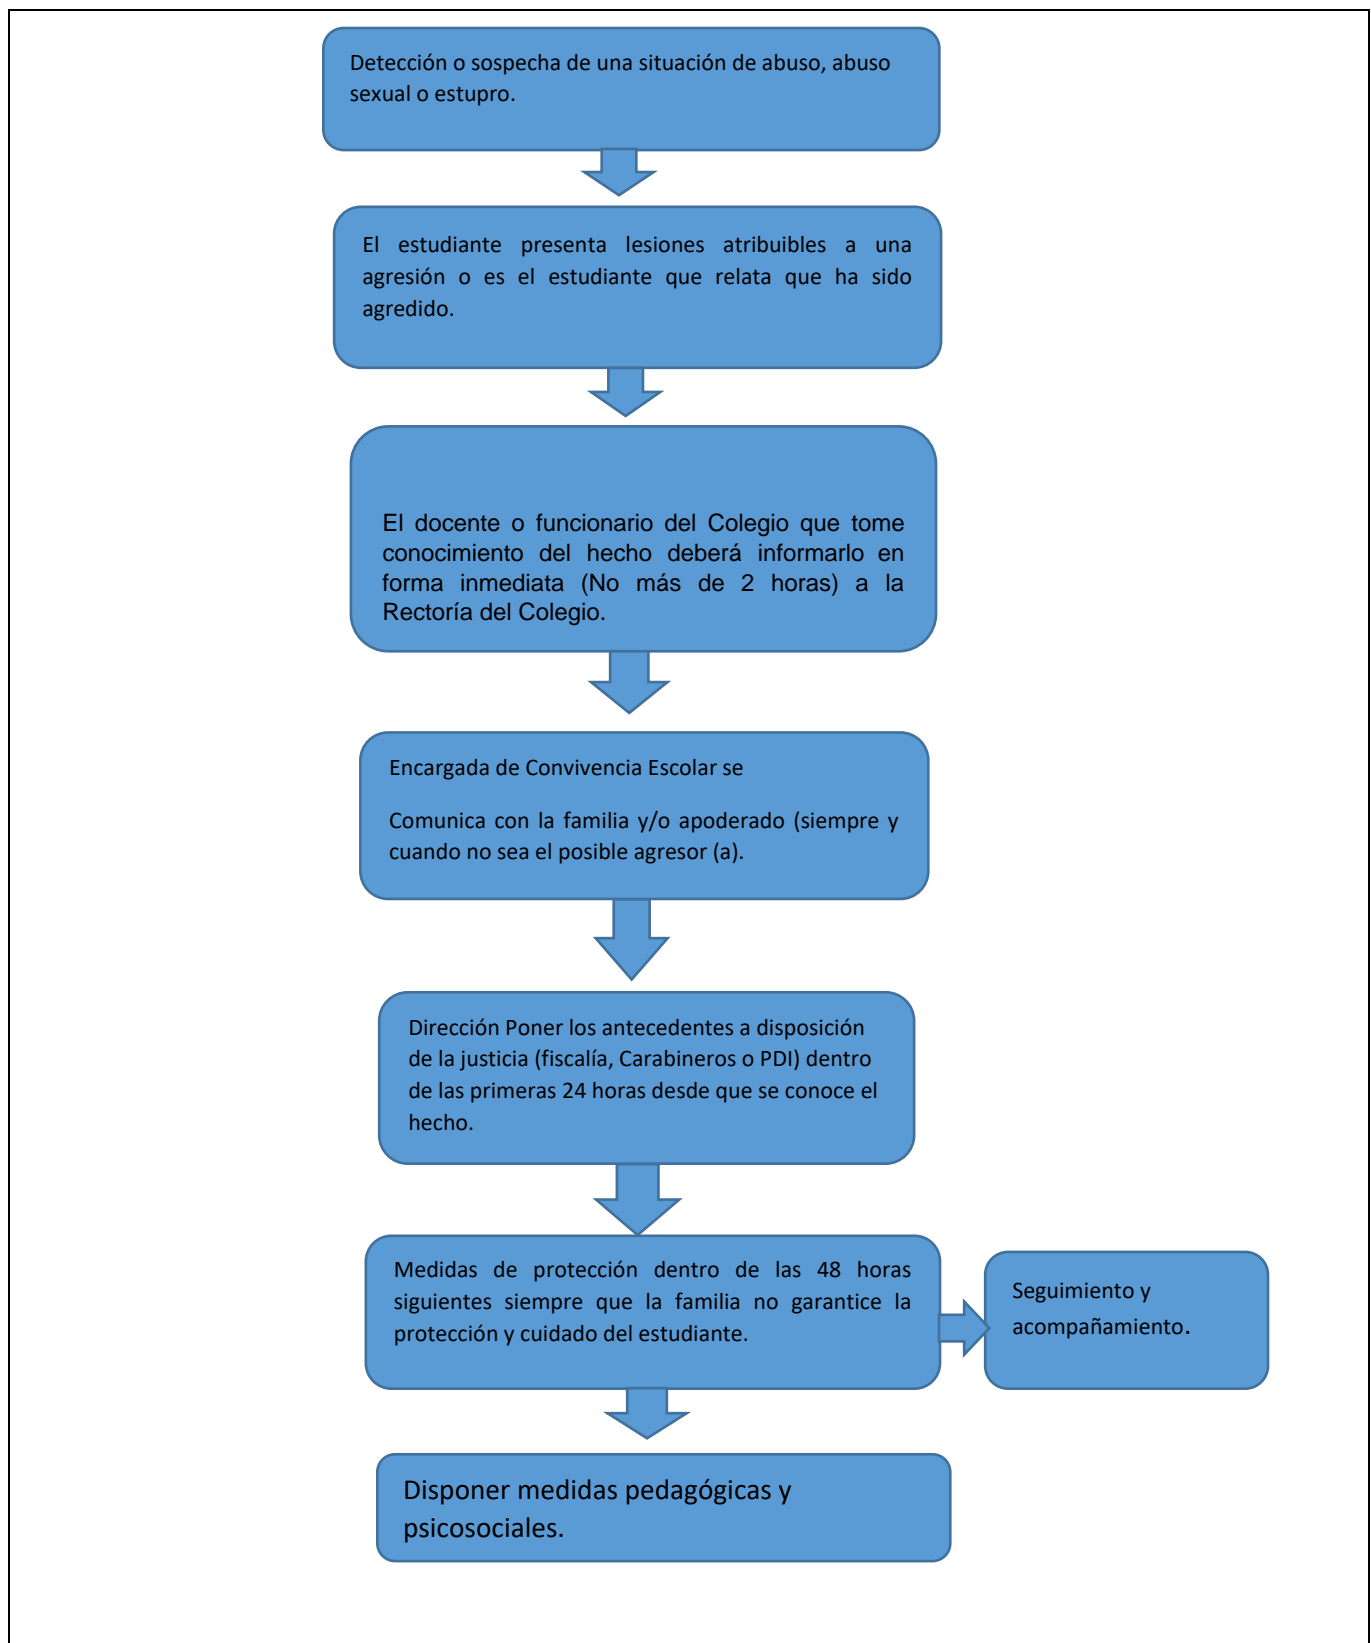 Detección o sospecha de una situación de abuso, abuso
sexual o estupro.
El estudiante presenta lesiones atribuibles a una
agresión o es el estudiante que relata que ha sido
agredido.
El docente o funcionario del Colegio que tome
conocimiento del hecho deberá informarlo en
forma inmediata (No más de 2 horas) a la
Rectoría del Colegio.
Encargada de Convivencia Escolar se
Comunica con la familia y/o apoderado (siempre y
cuando no sea el posible agresor (a).
Dirección Poner los antecedentes a disposición
de la justicia (fiscalía, Carabineros o PDI) dentro
de las primeras 24 horas desde que se conoce el
hecho.
Medidas de protección dentro de las 48 horas
siguientes siempre que la familia no garantice la
protección y cuidado del estudiante.
Seguimiento y
acompañamiento.
Disponer medidas pedagógicas y
psicosociales.